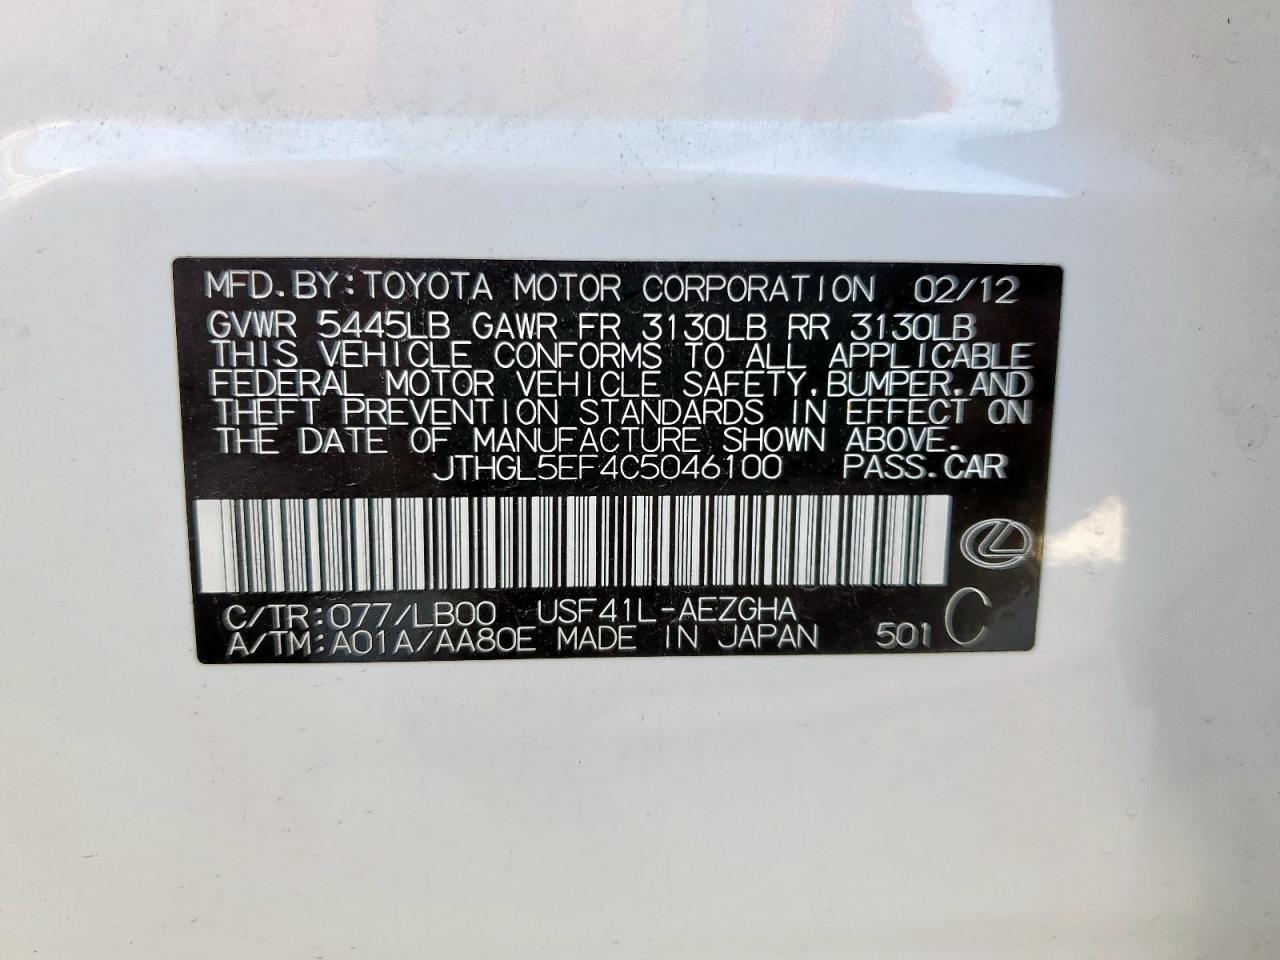 MFD.BY:TOYOTA MOTOR CORPORATION 02/12
GVWR 5445LB GAWR FR 3130LB RR 3130LB
THIS VEHICLE CONFORMS TO ALL APPLICABLE
FEDERAL MOTOR VEHICLE SAFETY,BUMPER,AND
THEFT PREVENTION STANDARDS IN EFFECT ON
THE DATE OF MANUFACTURE SHOWN ABOVE.
JTHGL5EF4C5046100 PASS.CAR
C/TR:077/LB00 USF41L-AEZGHA
A/TM:A01A/AA80E MADE IN JAPAN 501 C